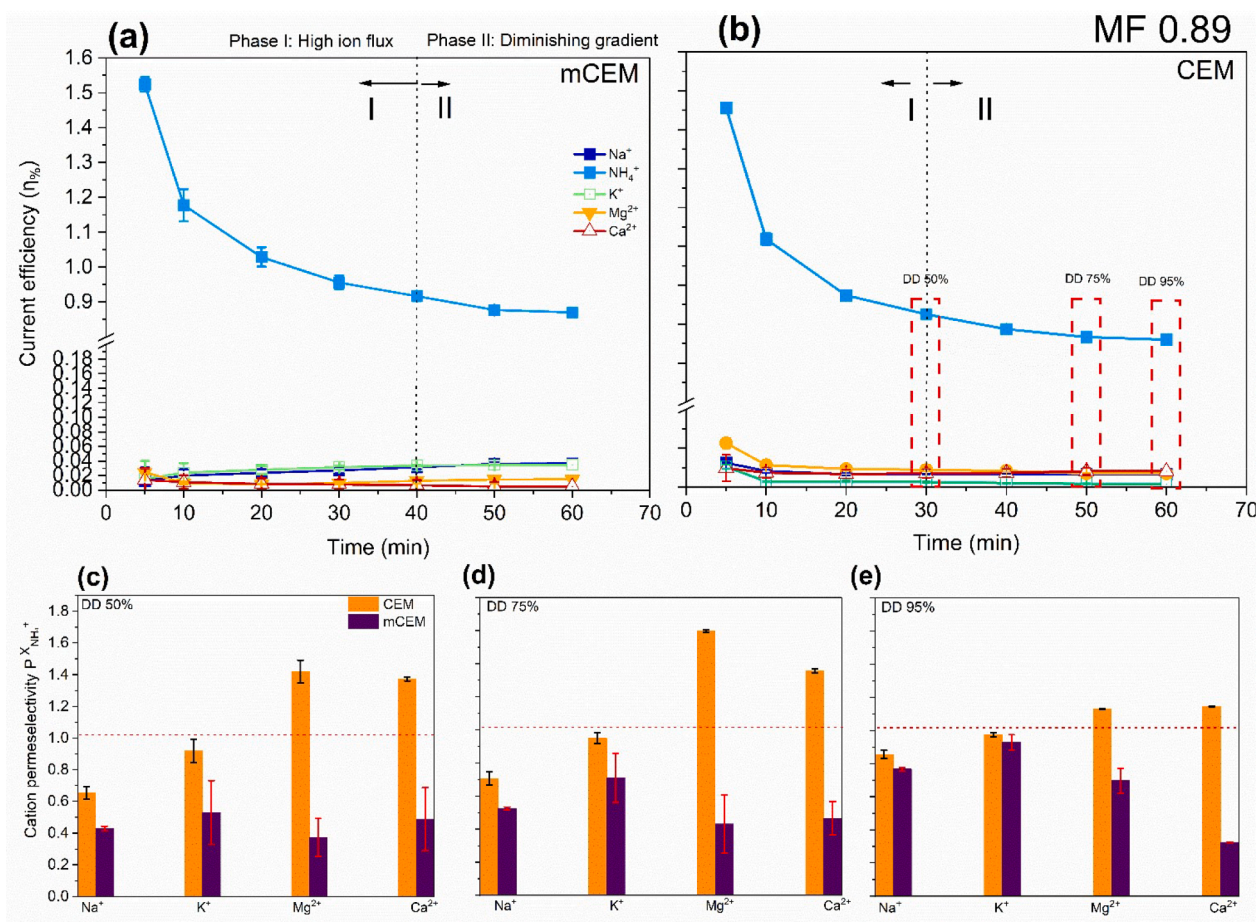 (a)
Phase I: High ion flux
Phase II: Diminishing gradient
(b)
MF 0.89
mCEM
CEM
I
II
I
II
Na⁺
NH₄⁺
K⁺
Mg²⁺
Ca²⁺
Current efficiency (η%)
1.6
1.5
1.4
1.3
1.2
1.1
1.0
0.9
0.18
0.16
0.14
0.12
0.10
0.08
0.06
0.04
0.02
0.00
DD 50%
DD 75%
DD 95%
0 10 20 30 40 50 60 70
Time (min)
0 10 20 30 40 50 60 70
Time (min)
(c)
(d)
(e)
DD 50%
CEM
mCEM
DD 75%
DD 95%
Cation permeselectivity P X NH₄⁺
1.8
1.6
1.4
1.2
1.0
0.8
0.6
0.4
0.2
0.0
Na⁺ K⁺ Mg²⁺ Ca²⁺
Na⁺ K⁺ Mg²⁺ Ca²⁺
Na⁺ K⁺ Mg²⁺ Ca²⁺